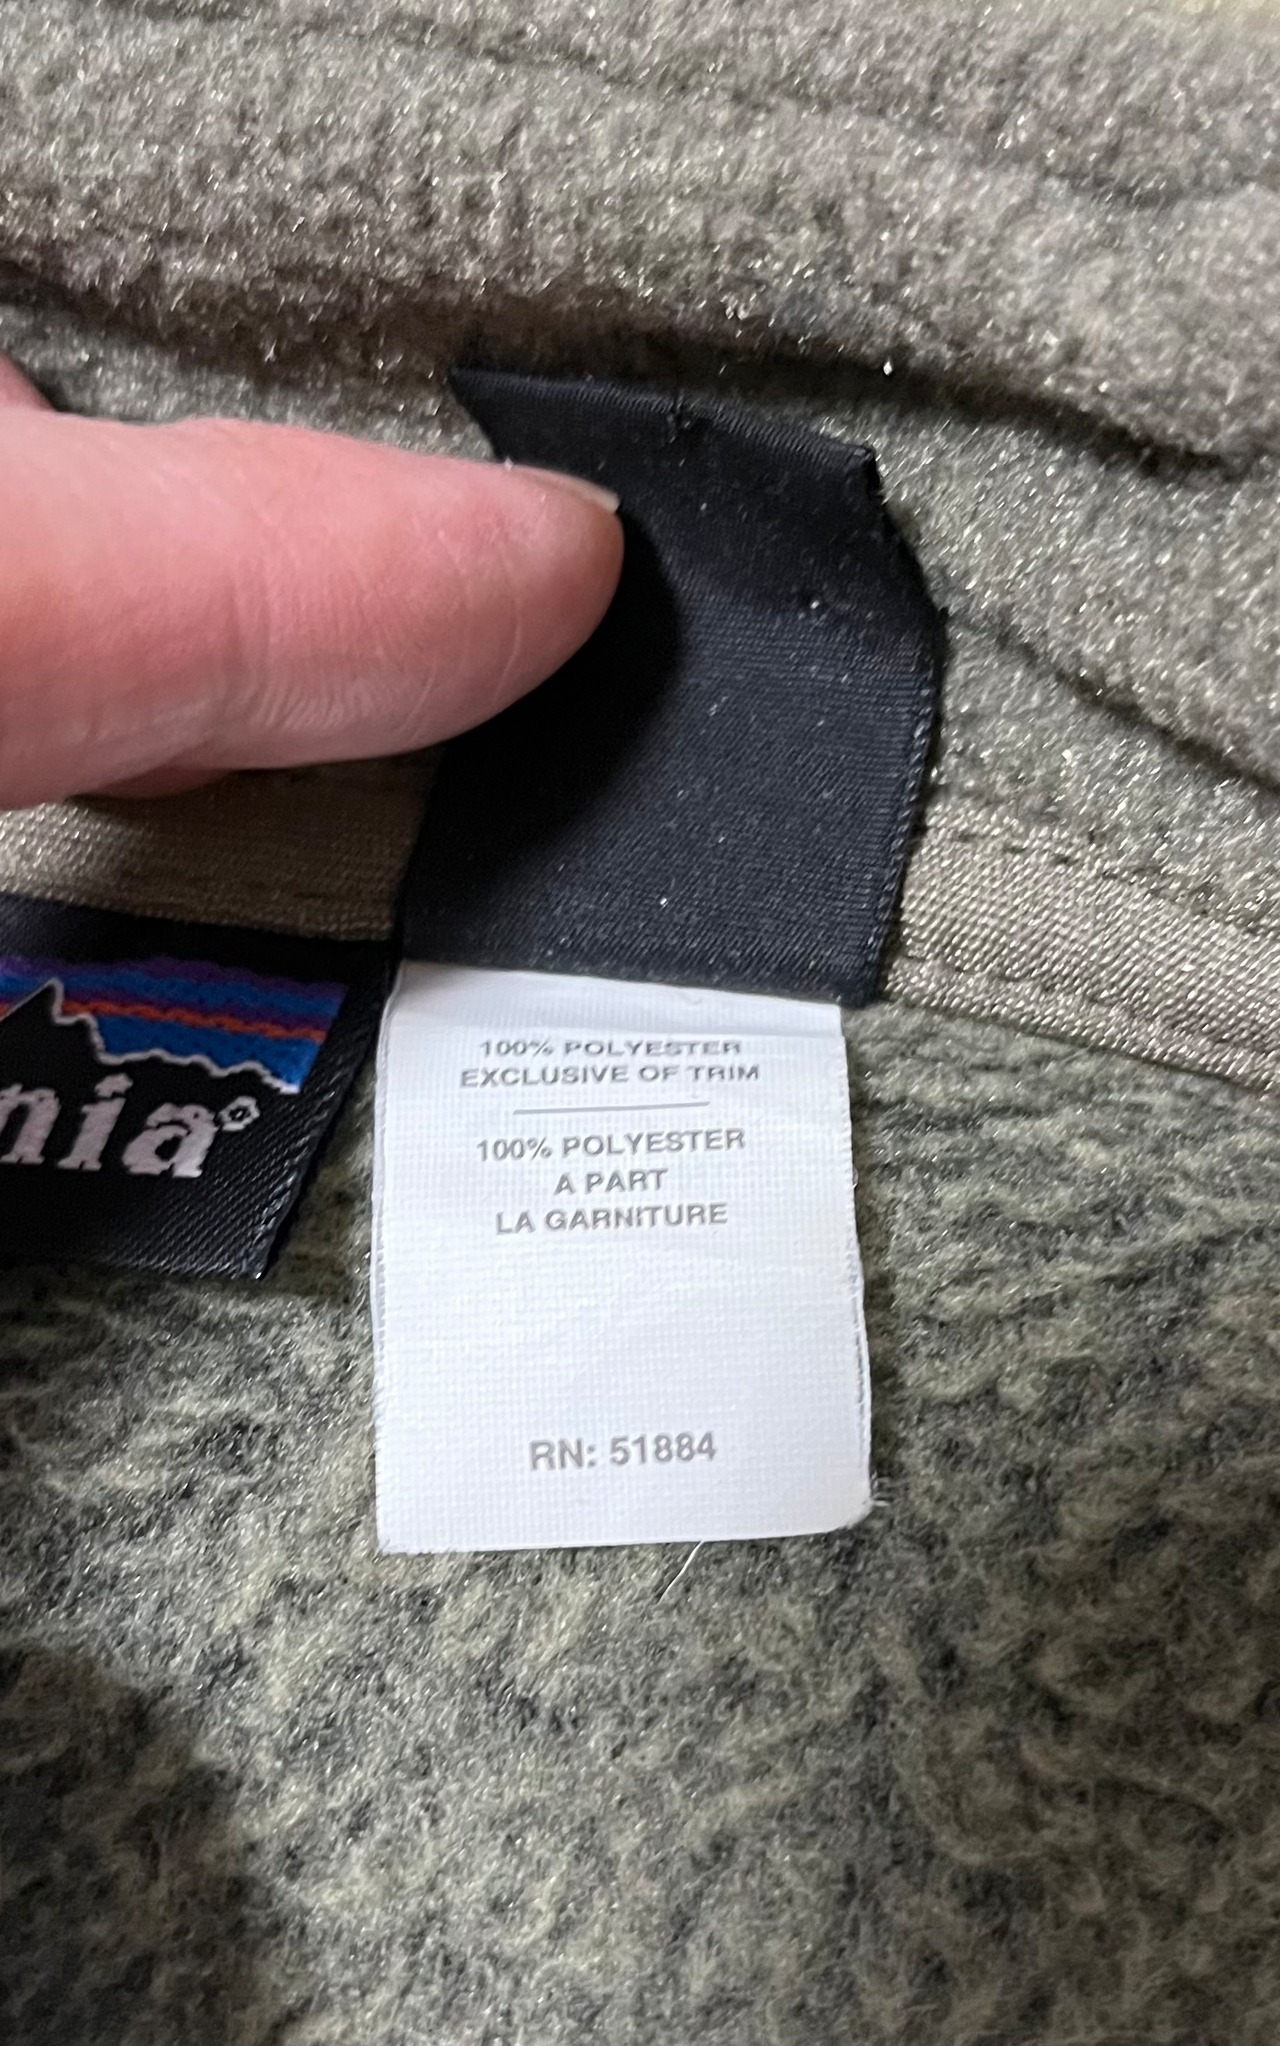 nia®
100% POLYESTER
EXCLUSIVE OF TRIM
100% POLYESTER
A PART
LA GARNITURE
RN: 51884